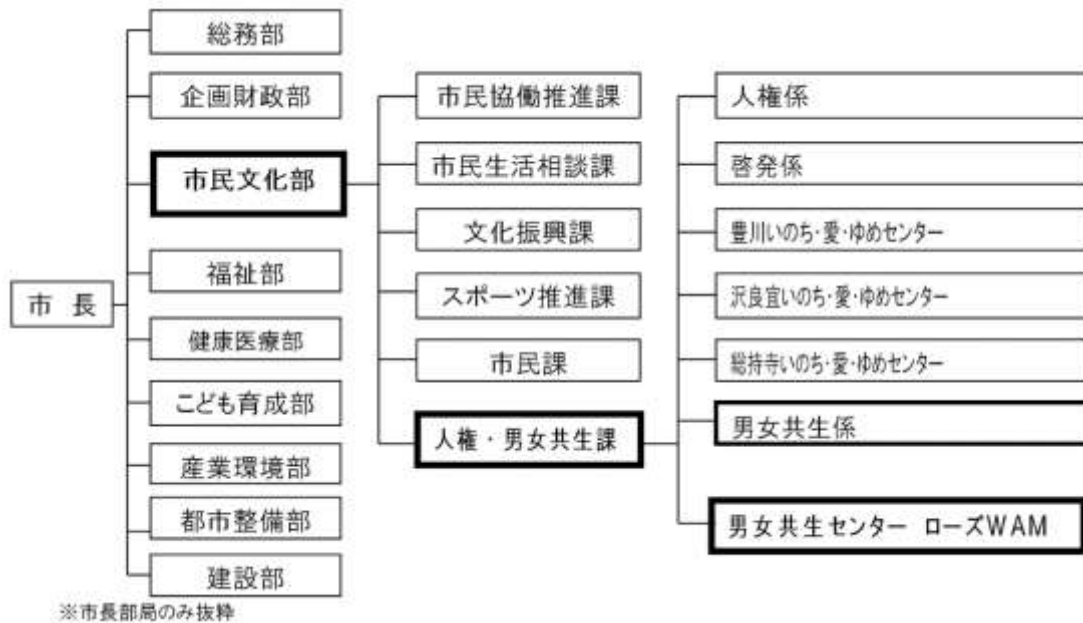 市 長
総務部
企画財政部
市民文化部
福祉部
健康医療部
こども育成部
産業環境部
都市整備部
建設部
市民協働推進課
市民生活相談課
文化振興課
スポーツ推進課
市民課
人権・男女共生課
人権係
啓発係
豊川いのち・愛・ゆめセンター
沢良宜いのち・愛・ゆめセンター
総持寺いのち・愛・ゆめセンター
男女共生係
男女共生センター ローズWAM
※市長部局のみ抜粋